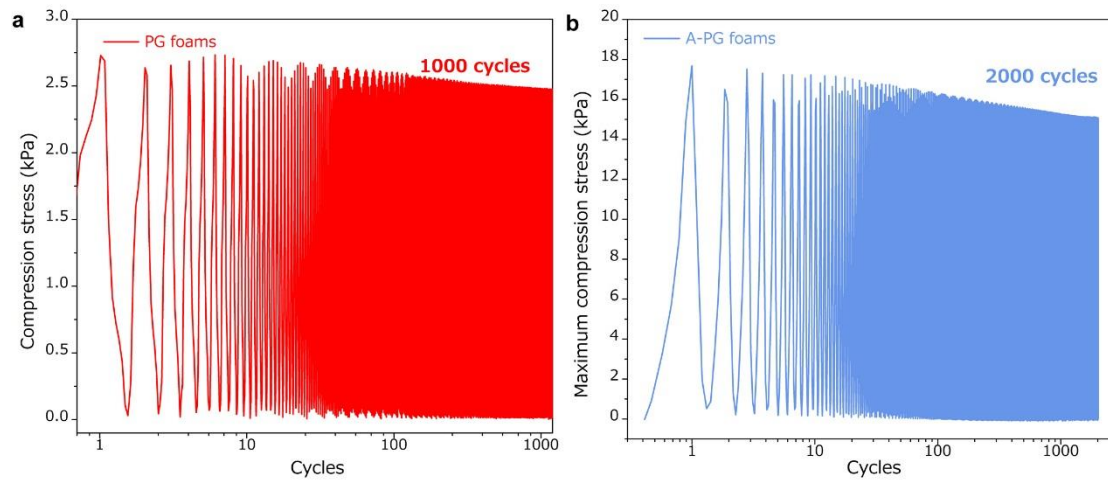 a
3.0
2.5
2.0
1.5
1.0
0.5
0.0
Compression stress (kPa)
PG foams
1000 cycles
1
10
100
1000
Cycles
b
20
18
16
14
12
10
8
6
4
2
0
Maximum compression stress (kPa)
A-PG foams
2000 cycles
1
10
100
1000
Cycles